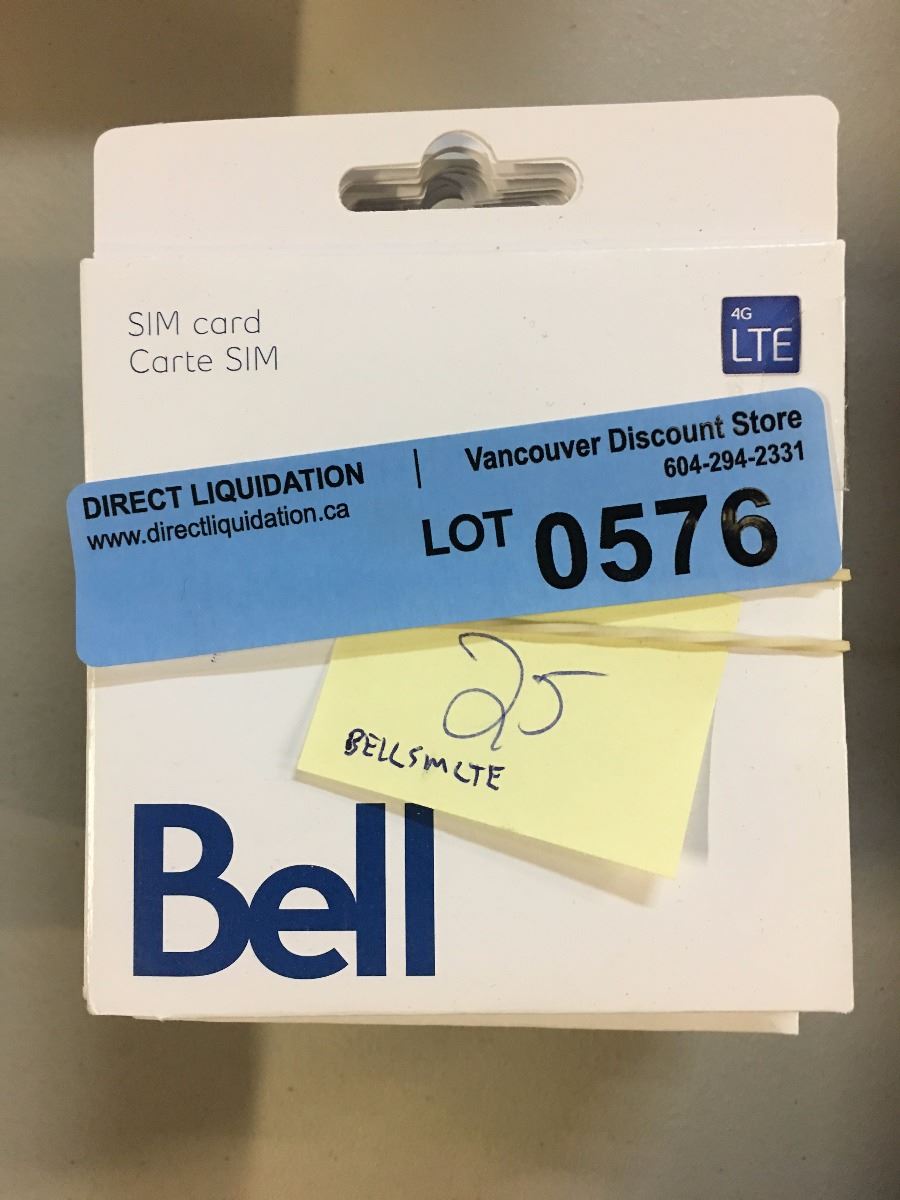 SIM card
Carte SIM
4G
LTE
DIRECT LIQUIDATION | Vancouver Discount Store
www.directliquidation.ca
604-294-2331
LOT 0576
25
BELLSMLTE
Bell